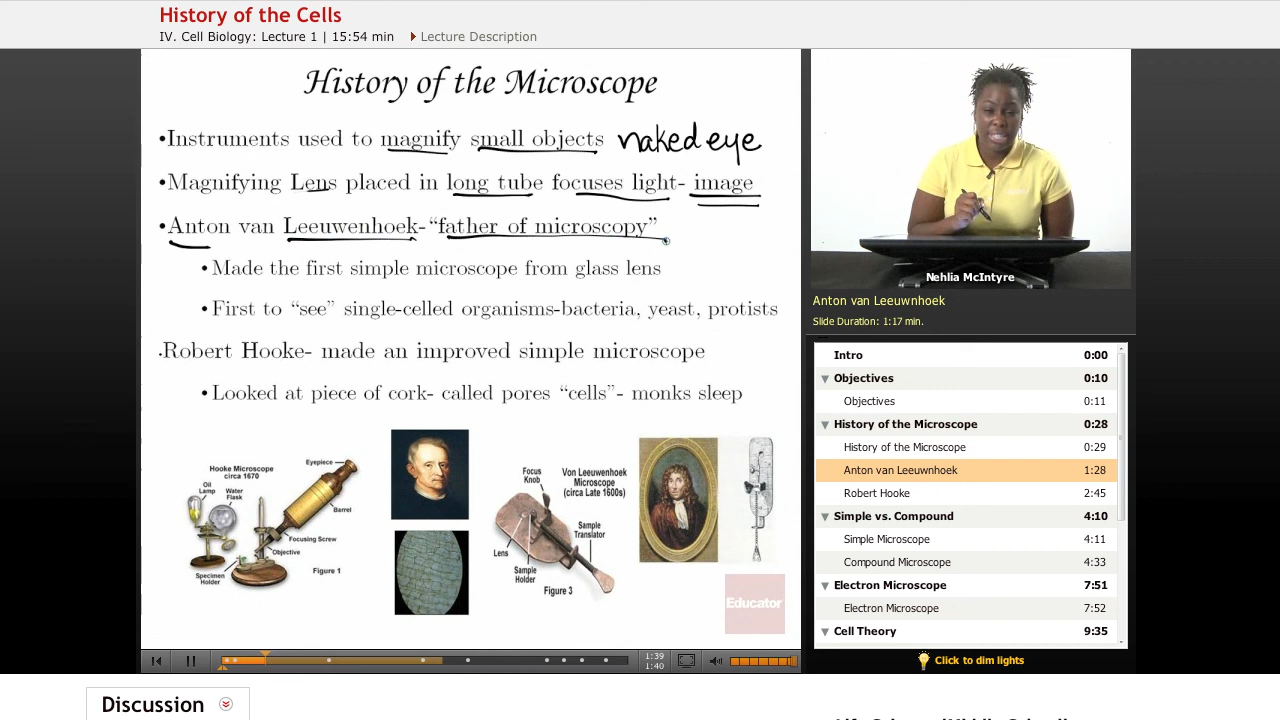 History of the Cells
IV. Cell Biology: Lecture 1 | 15:54 min Lecture Description
History of the Microscope
•Instruments used to magnify small objects naked eye
•Magnifying Lens placed in long tube focuses light- image
•Anton van Leeuwenhoek-“father of microscopy”
•Made the first simple microscope from glass lens
•First to “see” single-celled organisms-bacteria, yeast, protists
.Robert Hooke- made an improved simple microscope
•Looked at piece of cork- called pores “cells”- monks sleep
Hooke Microscope
circa 1670
Oil
Lamp
Water
Flask
Eyepiece
Barrel
Focusing Screw
Objective
Specimen
Holder
Figure 1
Focus
Knob
Von Leeuwenhoek
Microscope
(circa Late 1600s)
Sample
Translator
Lens
Sample
Holder
Figure 3
Educator
1:39
1:40
Nehlia McIntyre
Anton van Leeuwnhoek
Slide Duration: 1:17 min.
Intro 0:00
Objectives 0:10
Objectives 0:11
History of the Microscope 0:28
History of the Microscope 0:29
Anton van Leeuwnhoek 1:28
Robert Hooke 2:45
Simple vs. Compound 4:10
Simple Microscope 4:11
Compound Microscope 4:33
Electron Microscope 7:51
Electron Microscope 7:52
Cell Theory 9:35
Click to dim lights
Discussion